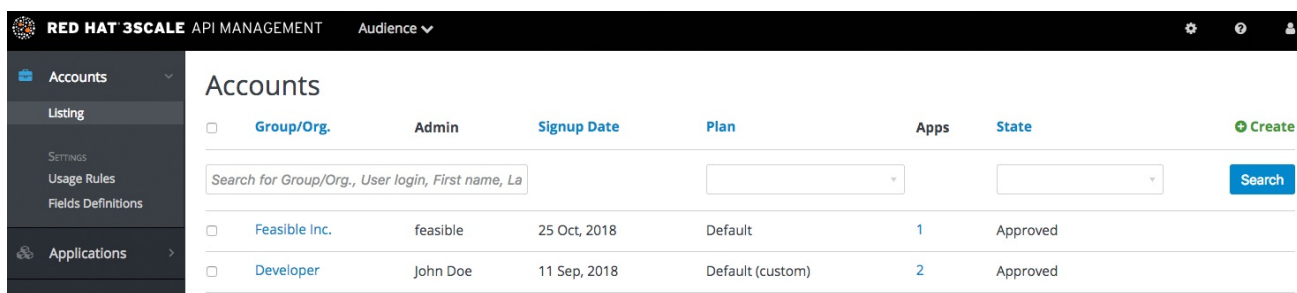 RED HAT 3SCALE API MANAGEMENT Audience
Accounts
Listing
SETTINGS
Usage Rules
Fields Definitions
Applications
Accounts
Group/Org. Admin Signup Date Plan Apps State Create
Search for Group/Org., User login, First name, La Search
Feasible Inc. feasible 25 Oct, 2018 Default 1 Approved
Developer John Doe 11 Sep, 2018 Default (custom) 2 Approved